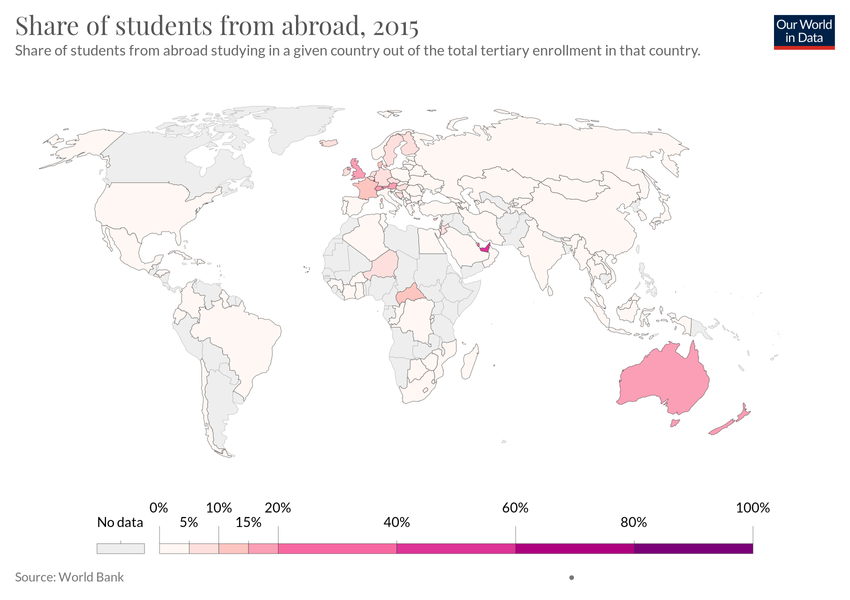 Share of students from abroad, 2015
Share of students from abroad studying in a given country out of the total tertiary enrollment in that country.
Our World
in Data
0% 10% 20% 40% 60% 80% 100%
No data 5% 15%
Source: World Bank